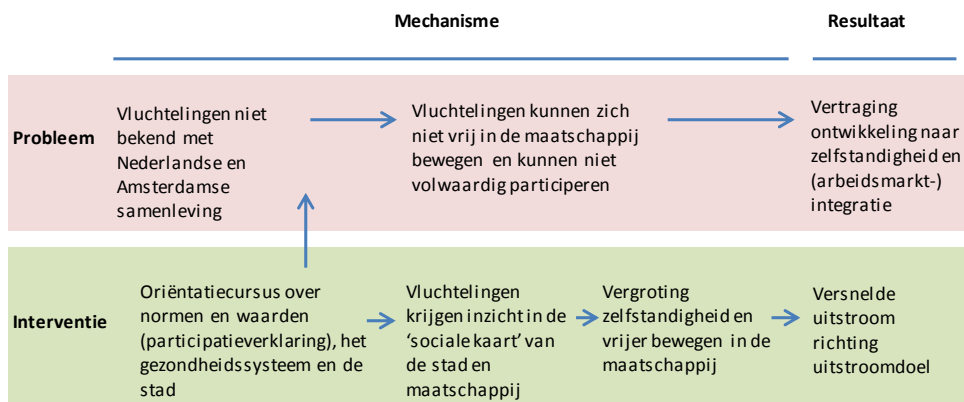 Mechanisme
Resultaat
Probleem
Vluchtelingen niet
bekend met
Nederlandse en
Amsterdamse
samenleving
Vluchtelingen kunnen zich
niet vrij in de maatschappij
bewegen en kunnen niet
volwaardig participeren
Vertraging
ontwikkeling naar
zelfstandigheid en
(arbeidsmarkt-)
integratie
Interventie
Oriëntatiecursus over
normen en waarden
(participatieverklaring), het
gezondheidssysteem en de
stad
Vluchtelingen
krijgen inzicht in de
‘sociale kaart’ van
de stad en
maatschappij
Vergroting
zelfstandigheid en
vrijer bewegen in de
maatschappij
Versnelde
uitstroom
richting
uitstroomdoel